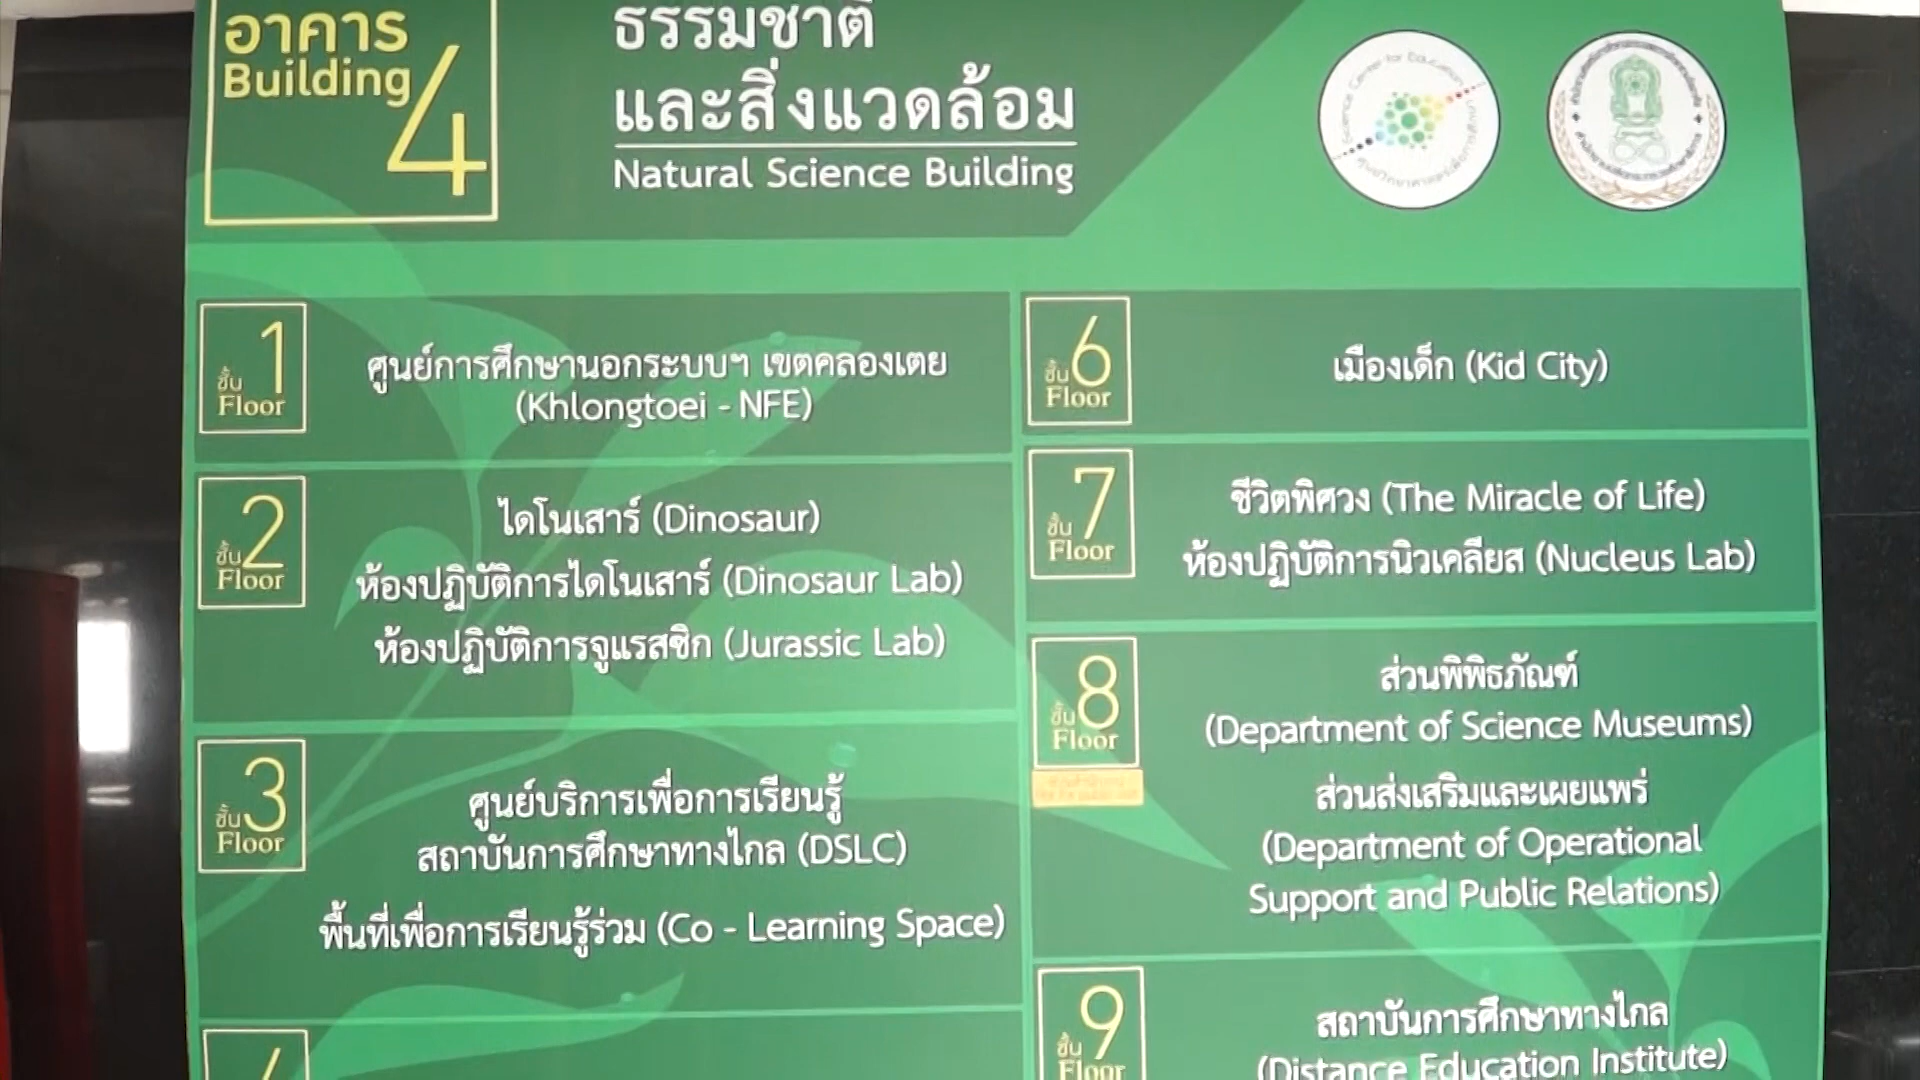 อาคาร
Building
4
ธรรมชาติ
และสิ่งแวดล้อม
Natural Science Building
Science Center for Education
ชั้น 1
Floor
ศูนย์การศึกษานอกระบบฯ เขตคลองเตย
(Khlongtoei - NFE)
ชั้น 2
Floor
ไดโนเสาร์ (Dinosaur)
ห้องปฏิบัติการไดโนเสาร์ (Dinosaur Lab)
ห้องปฏิบัติการจูแรสซิก (Jurassic Lab)
ชั้น 3
Floor
ศูนย์บริการเพื่อการเรียนรู้
สถาบันการศึกษาทางไกล (DSLC)
พื้นที่เพื่อการเรียนรู้ร่วม (Co - Learning Space)
ชั้น 6
Floor
เมืองเด็ก (Kid City)
ชั้น 7
Floor
ชีวิตพิศวง (The Miracle of Life)
ห้องปฏิบัติการนิวเคลียส (Nucleus Lab)
ชั้น 8
Floor
ส่วนพิพิธภัณฑ์
(Department of Science Museums)
ส่วนส่งเสริมและเผยแพร่
(Department of Operational
Support and Public Relations)
ชั้น 9
Floor
สถาบันการศึกษาทางไกล
(Distance Education Institute)